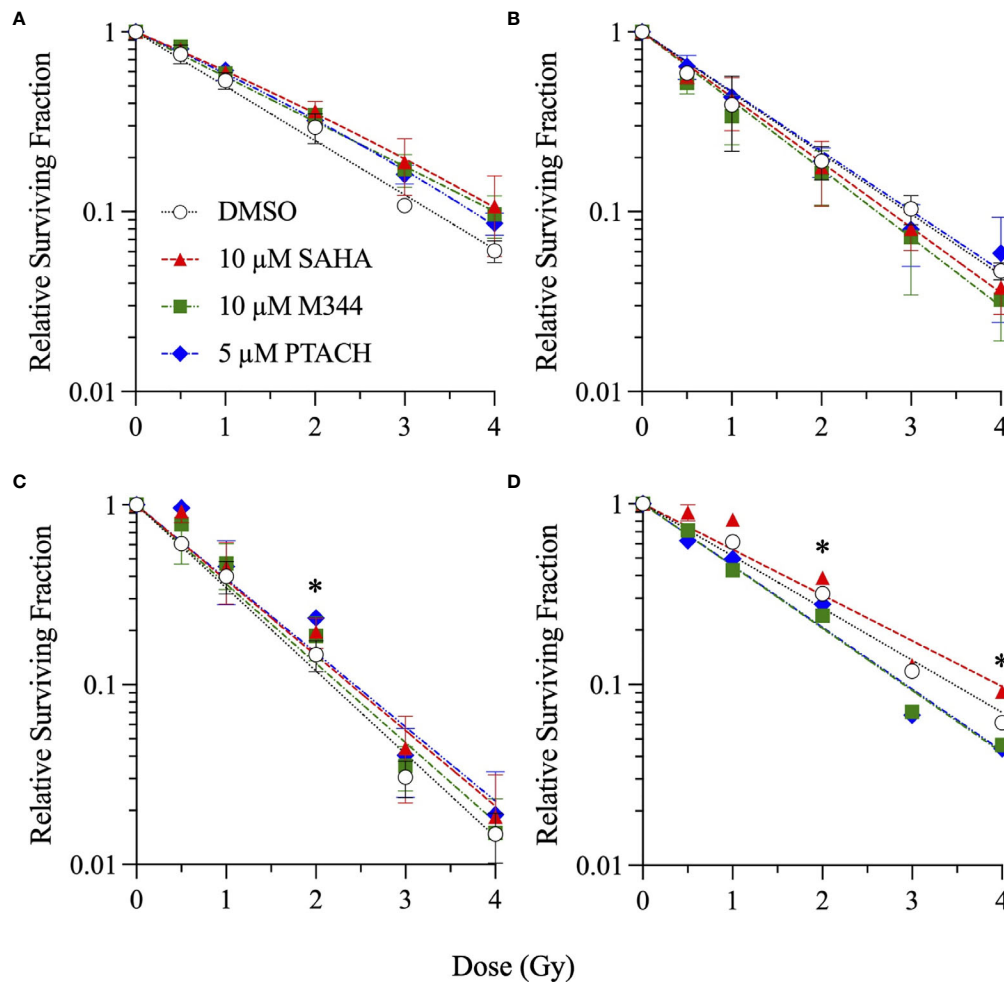 A
Relative Surviving Fraction
1
0.1
0.01
DMSO
10 μM SAHA
10 μM M344
5 μM PTACH
0 1 2 3 4
B
Relative Surviving Fraction
1
0.1
0.01
0 1 2 3 4
C
Relative Surviving Fraction
1
0.1
0.01
*
0 1 2 3 4
D
Relative Surviving Fraction
1
0.1
0.01
*
*
0 1 2 3 4
Dose (Gy)